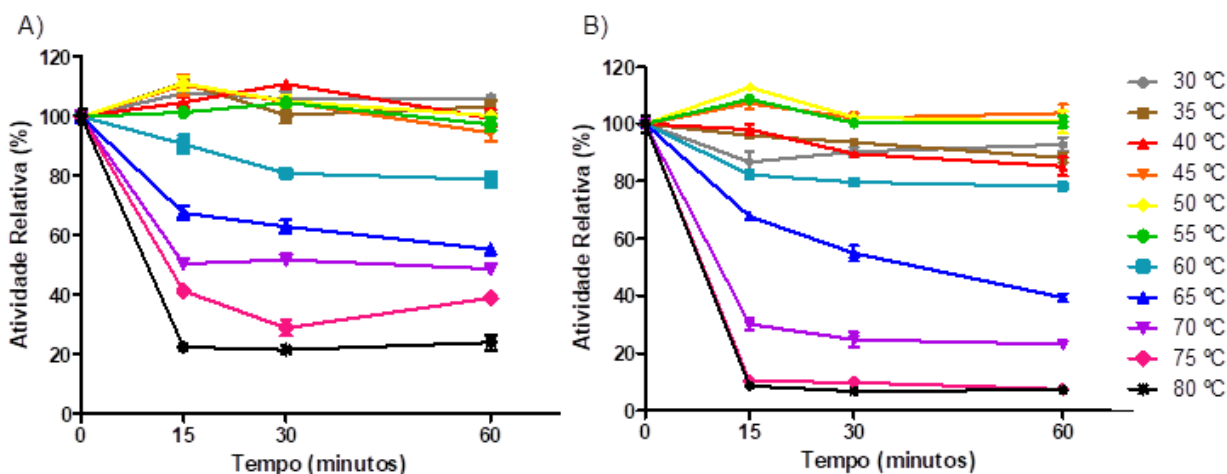 A)
Atividade Relativa (%)
120
100
80
60
40
20
0
0 15 30 60
Tempo (minutos)
B)
Atividade Relativa (%)
120
100
80
60
40
20
0
0 15 30 60
Tempo (minutos)
30 ºC
35 ºC
40 ºC
45 ºC
50 ºC
55 ºC
60 ºC
65 ºC
70 ºC
75 ºC
80 ºC